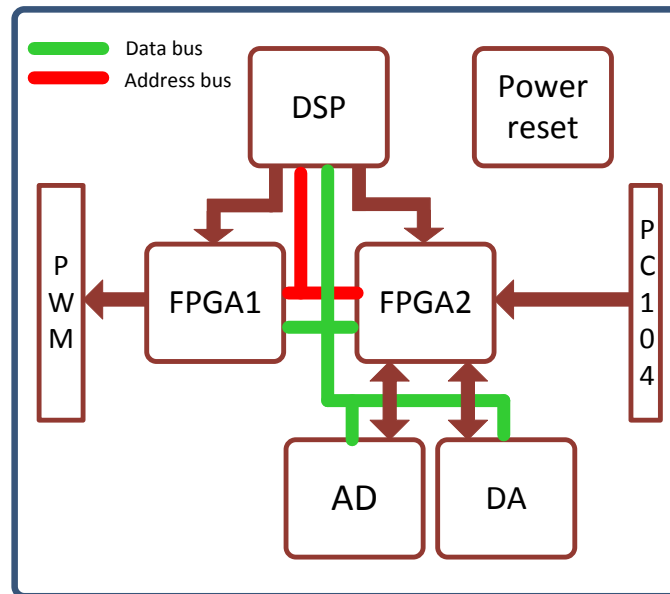 Data bus
Address bus
DSP
Power
reset
P
W
M
FPGA1
FPGA2
P
C
1
0
4
AD
DA